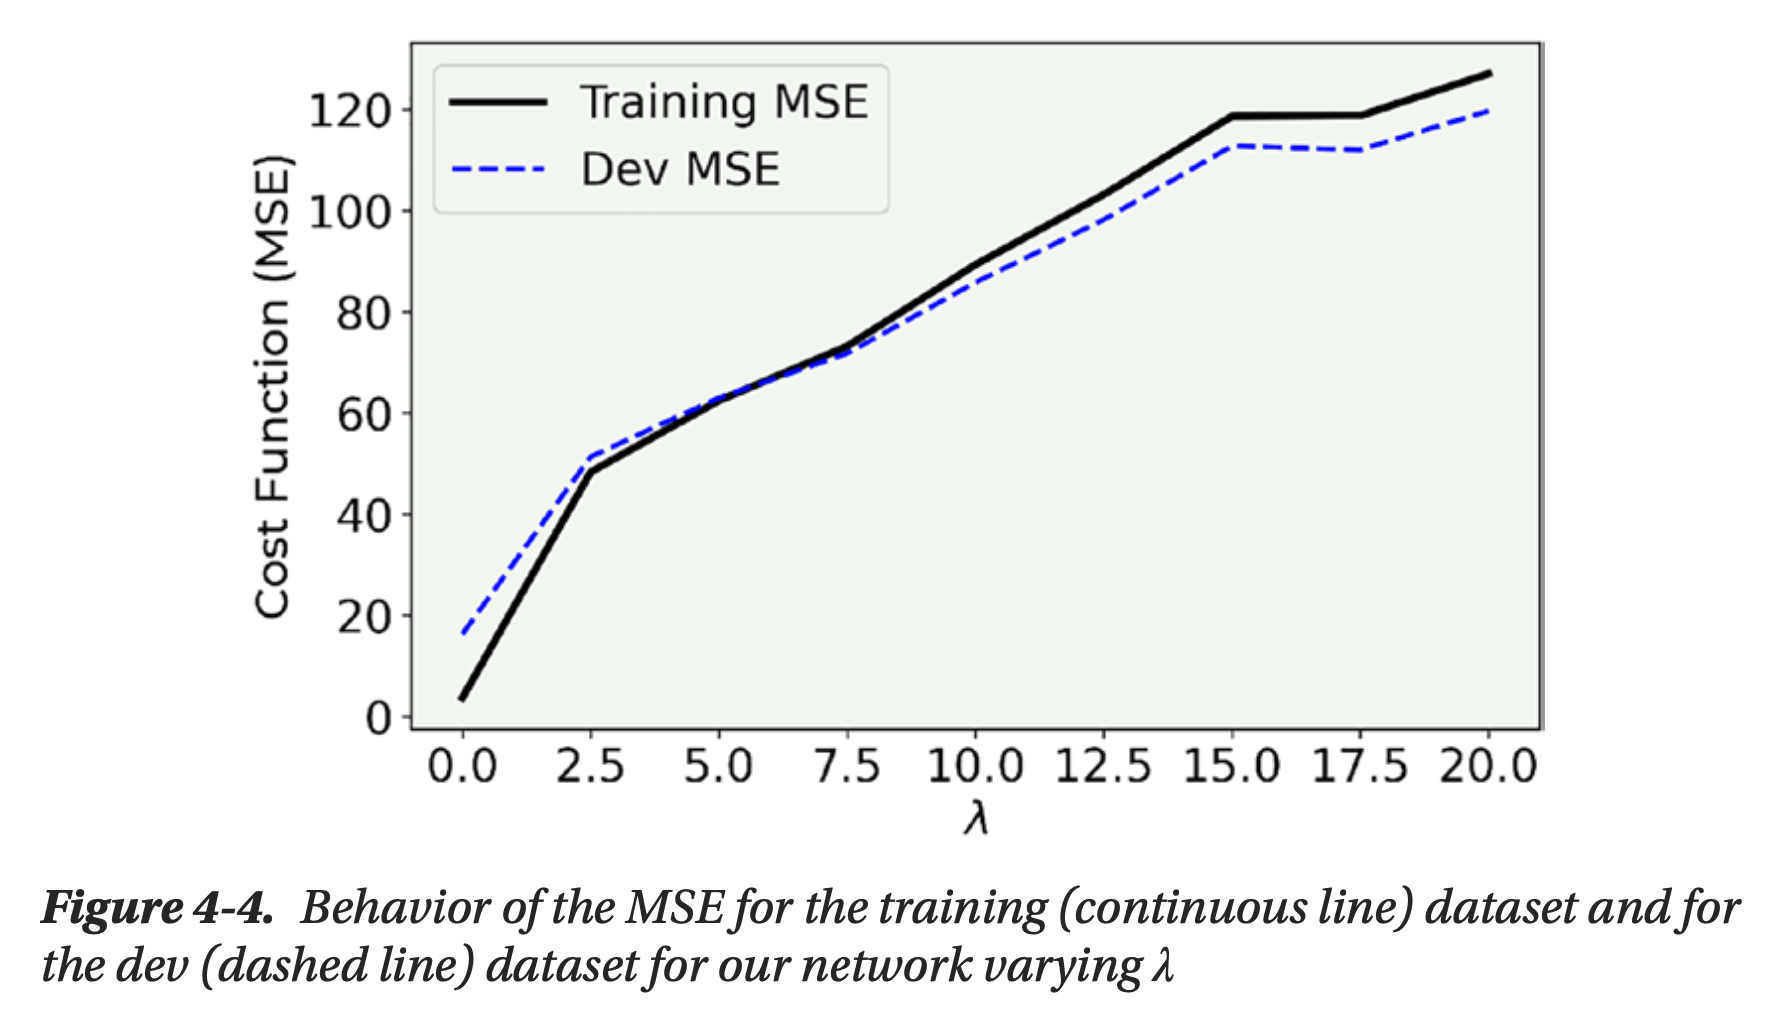 Training MSE
Dev MSE
Cost Function (MSE)
120
100
80
60
40
20
0
0.0 2.5 5.0 7.5 10.0 12.5 15.0 17.5 20.0
λ
Figure 4-4. Behavior of the MSE for the training (continuous line) dataset and for
the dev (dashed line) dataset for our network varying λ